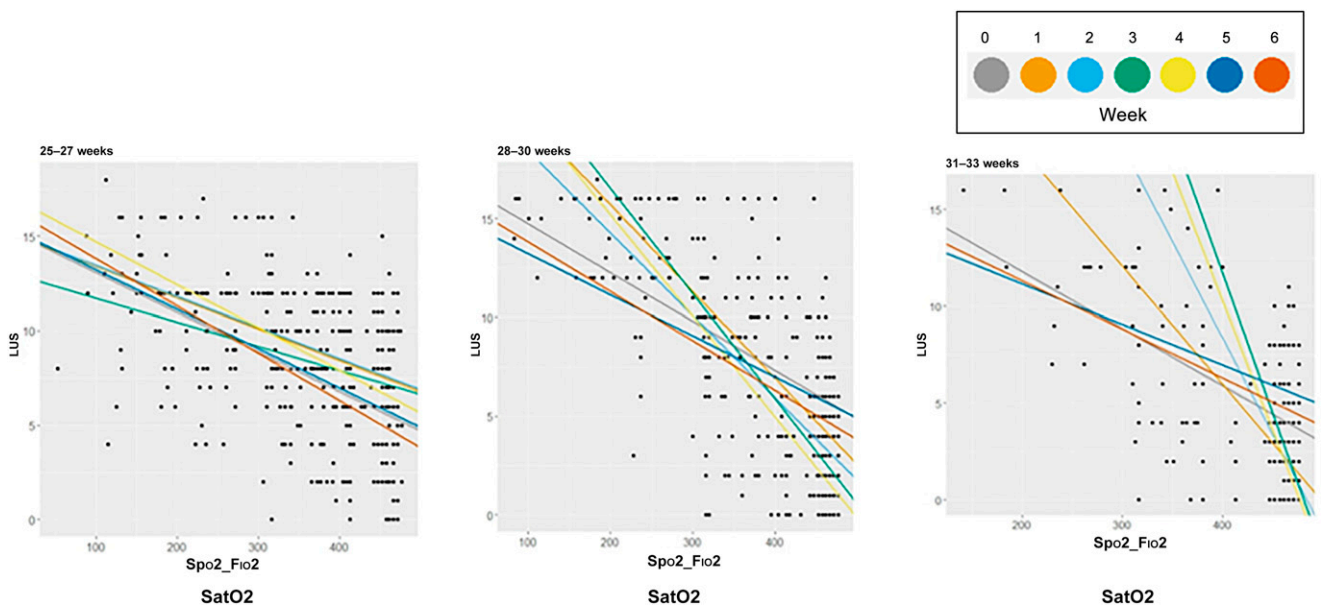 0 1 2 3 4 5 6
Week
25–27 weeks
15
10
5
0
LUS
100 200 300 400
SpO2_FIO2
SatO2
28–30 weeks
15
10
5
0
LUS
100 200 300 400
SpO2_FIO2
SatO2
31–33 weeks
15
10
5
0
LUS
200 300 400
SpO2_FIO2
SatO2